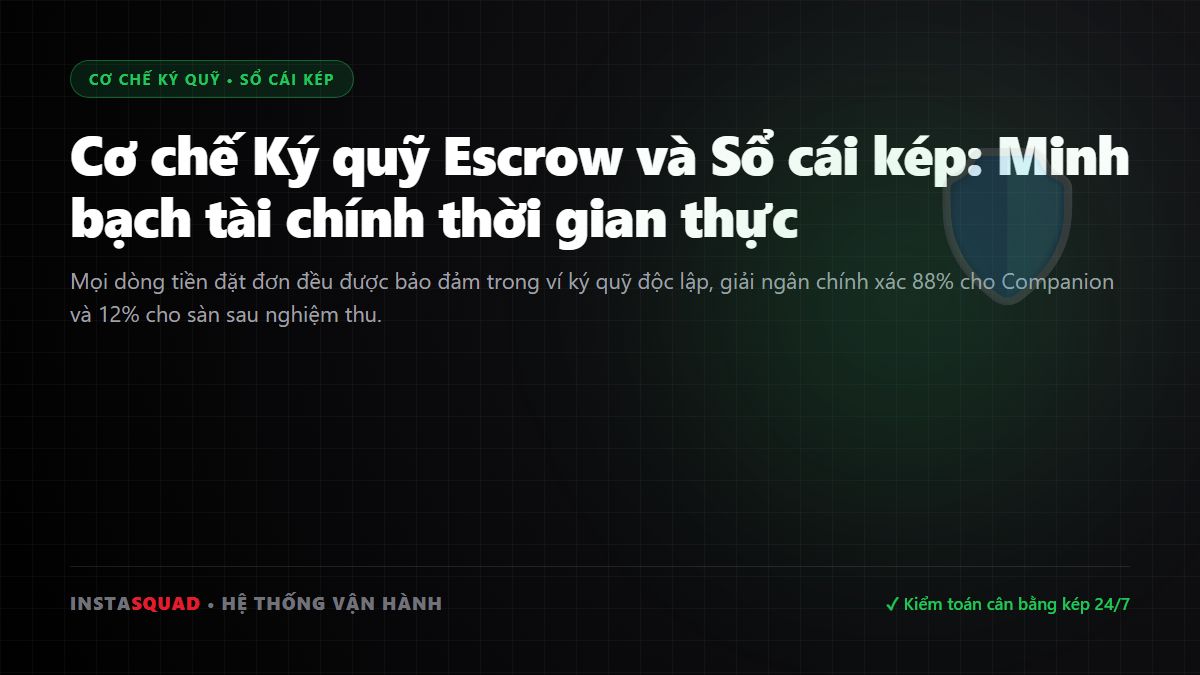 CƠ CHẾ KÝ QUỸ • SỔ CÁI KÉP
Cơ chế Ký quỹ Escrow và Sổ cái kép: Minh
bạch tài chính thời gian thực
Mọi dòng tiền đặt đơn đều được bảo đảm trong ví ký quỹ độc lập, giải ngân chính xác 88% cho Companion
và 12% cho sàn sau nghiệm thu.
INSTASQUAD • HỆ THỐNG VẬN HÀNH
✓ Kiểm toán cân bằng kép 24/7